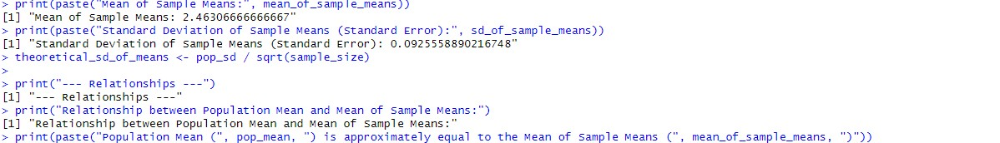 > print(paste("Mean of Sample Means:", mean_of_sample_means))
[1] "Mean of Sample Means: 2.46306666666667"
> print(paste("Standard Deviation of Sample Means (Standard Error):", sd_of_sample_means))
[1] "Standard Deviation of Sample Means (Standard Error): 0.0925558890216748"
> theoretical_sd_of_means <- pop_sd / sqrt(sample_size)
>
> print("--- Relationships ---")
[1] "--- Relationships ---"
> print("Relationship between Population Mean and Mean of Sample Means:")
[1] "Relationship between Population Mean and Mean of Sample Means:"
> print(paste("Population Mean (", pop_mean, ") is approximately equal to the Mean of Sample Means (", mean_of_sample_means, ")"))